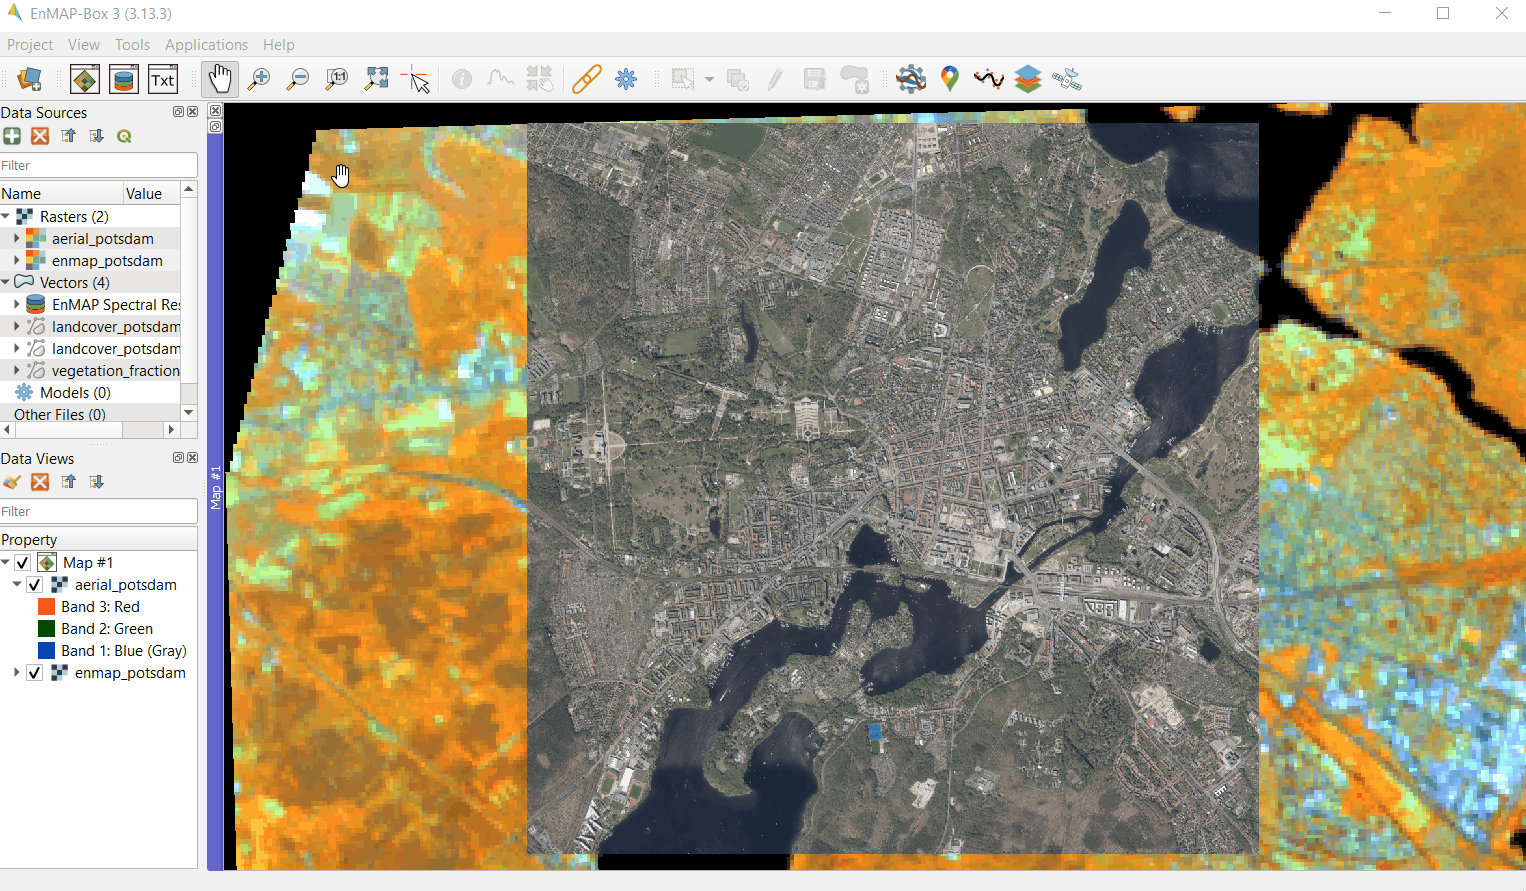 EnMAP-Box 3 (3.13.3)
Project View Tools Applications Help
Txt
1:1
Data Sources
Filter
Name Value
Rasters (2)
aerial_potsdam
enmap_potsdam
Vectors (4)
EnMAP Spectral Re
landcover_potsdam
landcover_potsdam
vegetation_fraction
Models (0)
Other Files (0)
Data Views
Filter
Property
Map #1
aerial_potsdam
Band 3: Red
Band 2: Green
Band 1: Blue (Gray)
enmap_potsdam
Map #1